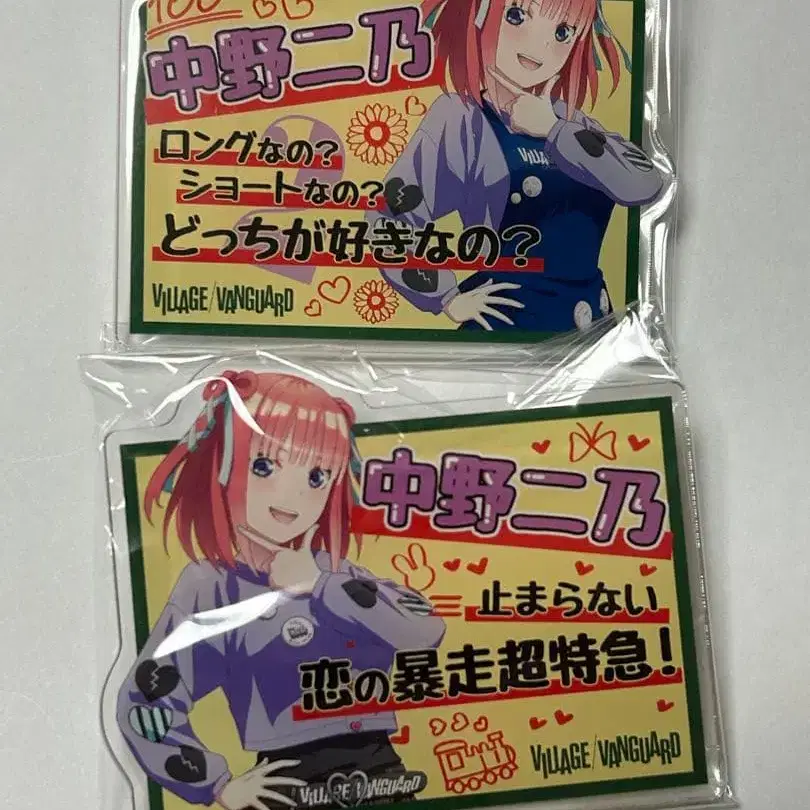 100
中野二乃
ロングなの?
ショートなの?
どっちが好きなの?
VILLAGE/VANGUARD
中野二乃
止まらない
恋の暴走超特急!
VILLAGE/VANGUARD
VILLAGE VANGUARD